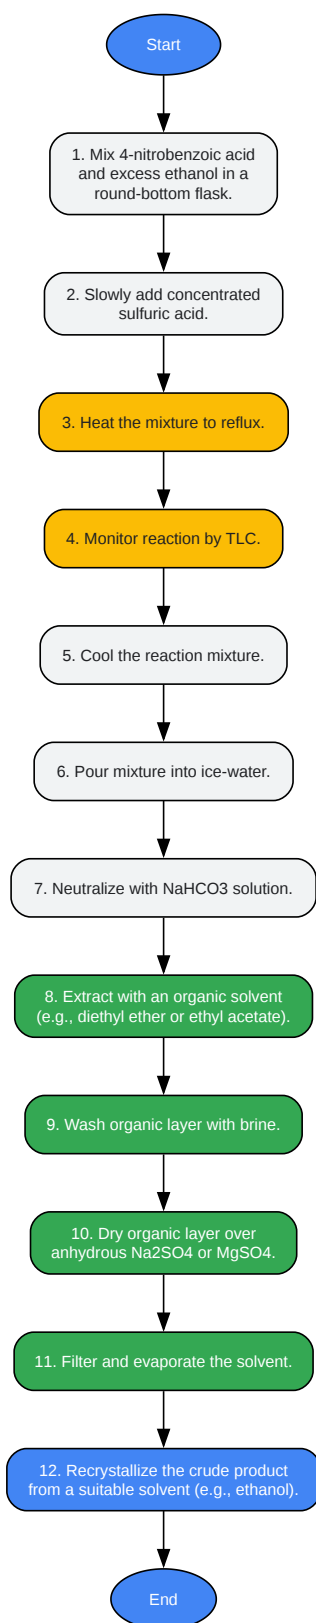 Start
1. Mix 4-nitrobenzoic acid
and excess ethanol in a
round-bottom flask.
2. Slowly add concentrated
sulfuric acid.
3. Heat the mixture to reflux.
4. Monitor reaction by TLC.
5. Cool the reaction mixture.
6. Pour mixture into ice-water.
7. Neutralize with NaHCO3 solution.
8. Extract with an organic solvent
(e.g., diethyl ether or ethyl acetate).
9. Wash organic layer with brine.
10. Dry organic layer over
anhydrous Na2SO4 or MgSO4.
11. Filter and evaporate the solvent.
12. Recrystallize the crude product
from a suitable solvent (e.g., ethanol).
End